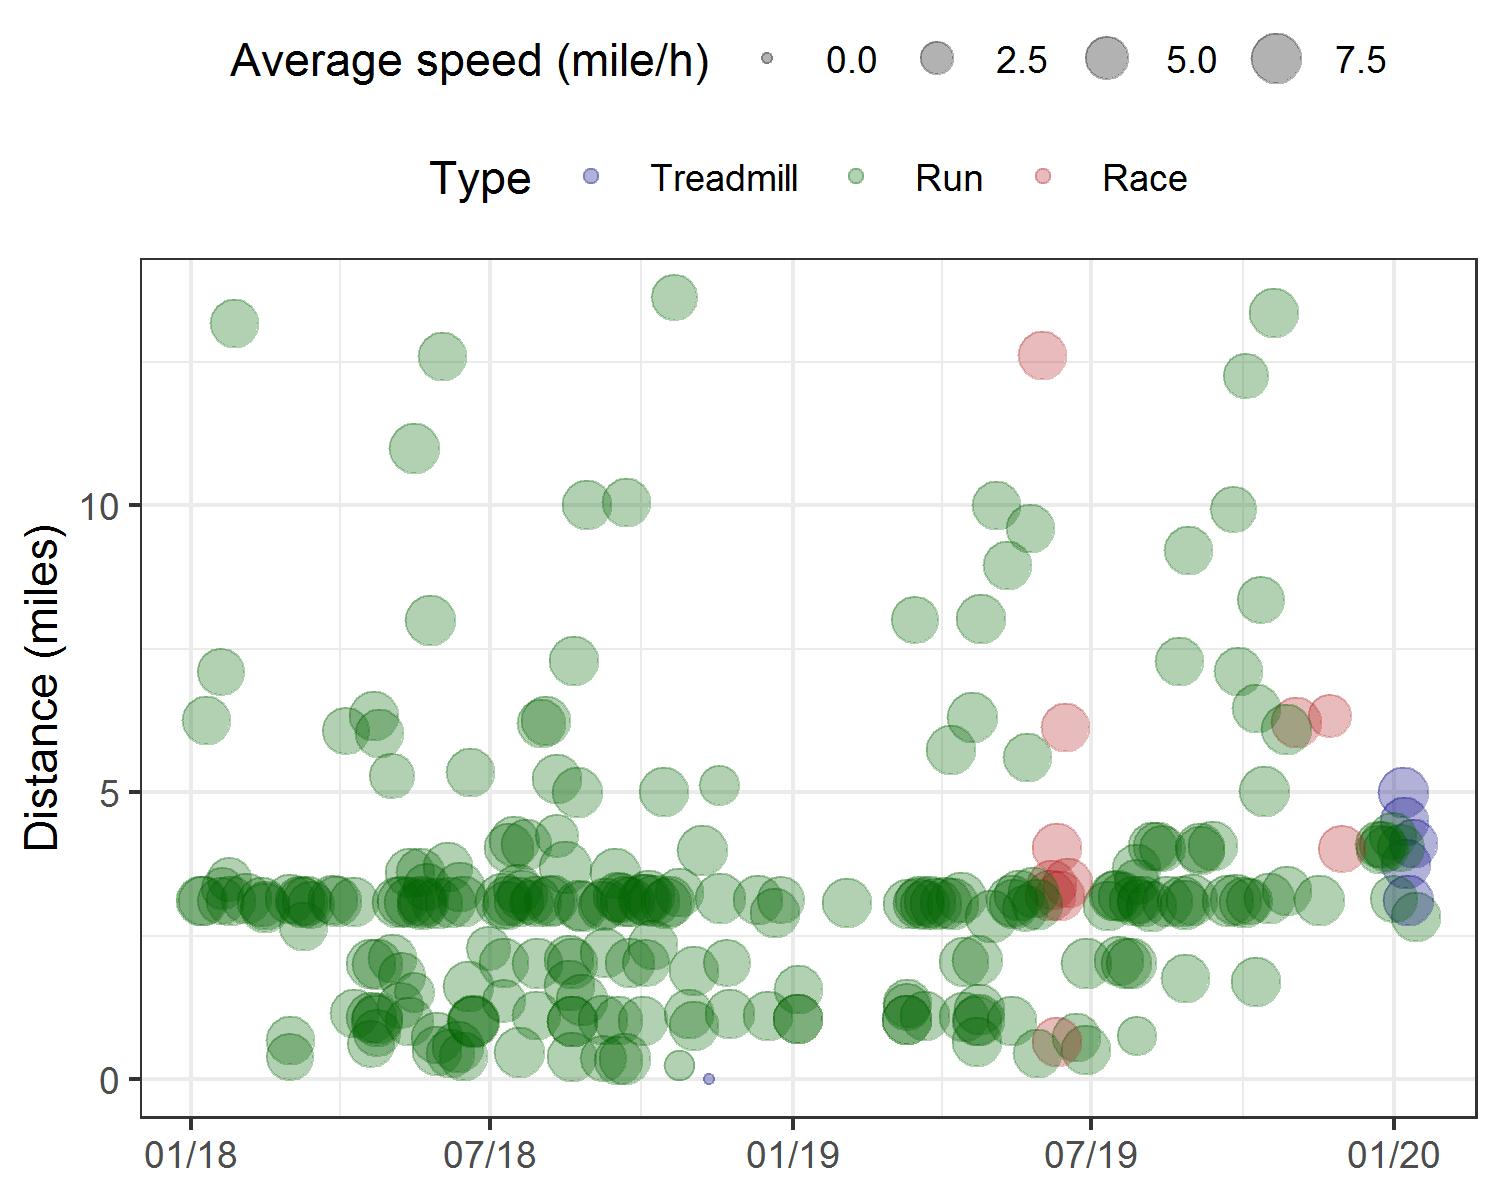 Average speed (mile/h) 0.0 2.5 5.0 7.5
Type Treadmill Run Race
Distance (miles)
10
5
0
01/18 07/18 01/19 07/19 01/20